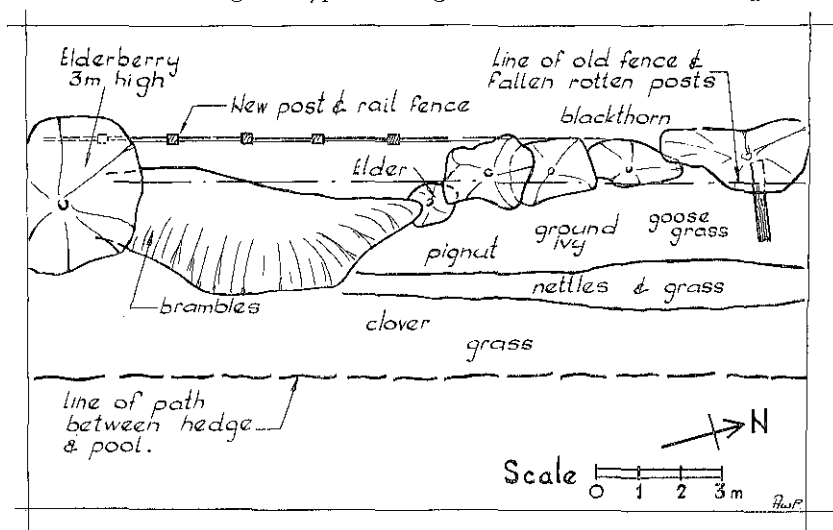 Elderberry
3m high
New post & rail fence
Line of old fence &
Fallen rotten posts
blackthorn
Elder
pignut
ground
ivy
goose
grass
nettles & grass
brambles
clover
grass
line of path
between hedge
& pool.
N
Scale
0 1 2 3 m